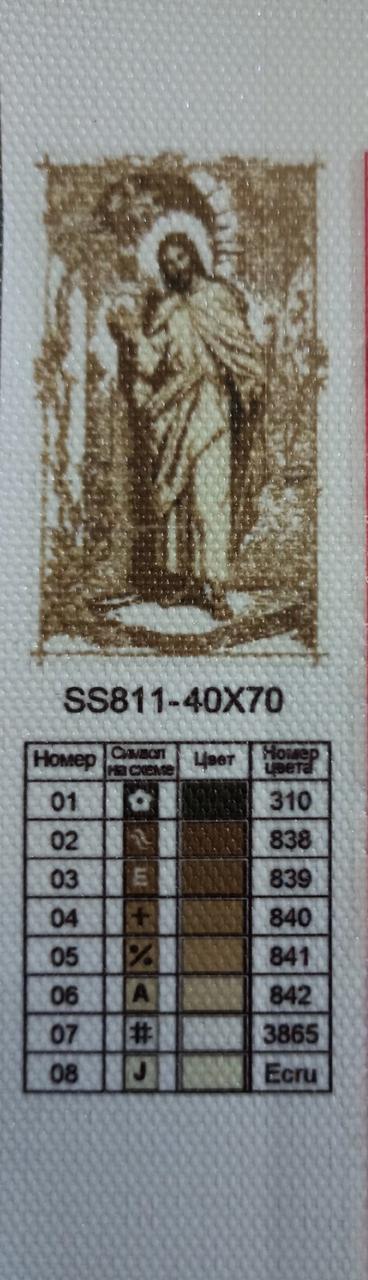 SS811-40X70
Номер Символ на схеме Цвет Номер цвета
01 310
02 838
03 E 839
04 + 840
05 ٪ 841
06 A 842
07 # 3865
08 J Ecru